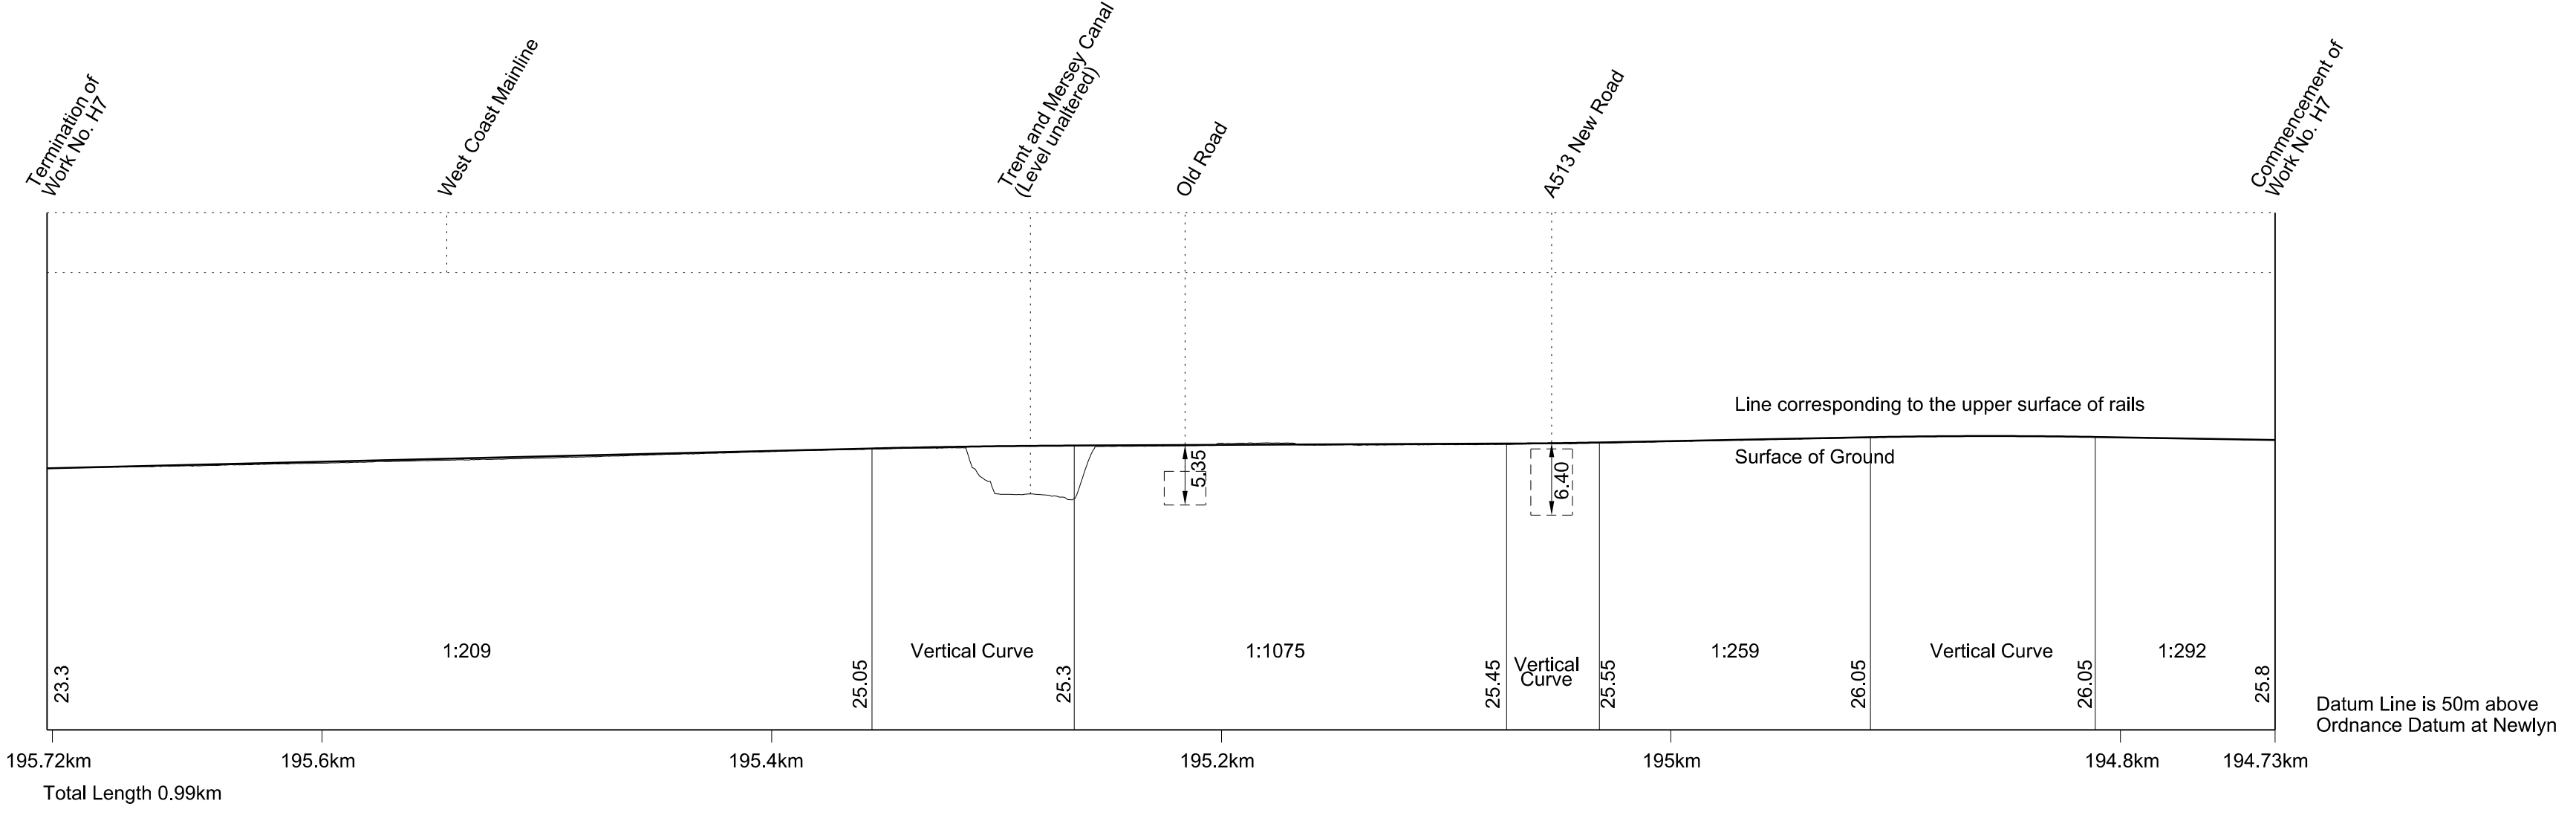 Termination of
Work No. H7
West Coast Mainline
Trent and Mersey Canal
(Level unaltered)
Old Road
A513 New Road
Commencement of
Work No. H7
Line corresponding to the upper surface of rails
Surface of Ground
5.35
6.40
23.3
1:209
25.05
Vertical Curve
25.3
1:1075
25.45
Vertical
Curve
25.55
1:259
26.05
Vertical Curve
26.05
1:292
25.8
Datum Line is 50m above
Ordnance Datum at Newlyn
195.72km
195.6km
195.4km
195.2km
195km
194.8km
194.73km
Total Length 0.99km